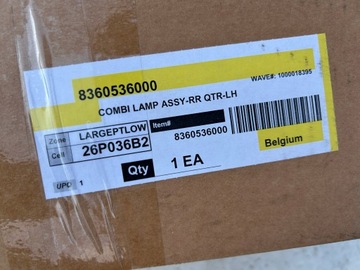 WAVE#: 1000018395
8360536000
COMBI LAMP ASSY-RR QTR-LH
Zone LARGEPTLOW Item#
Cell 26P036B2 8360536000
Qty 1 EA Belgium
UPC 1